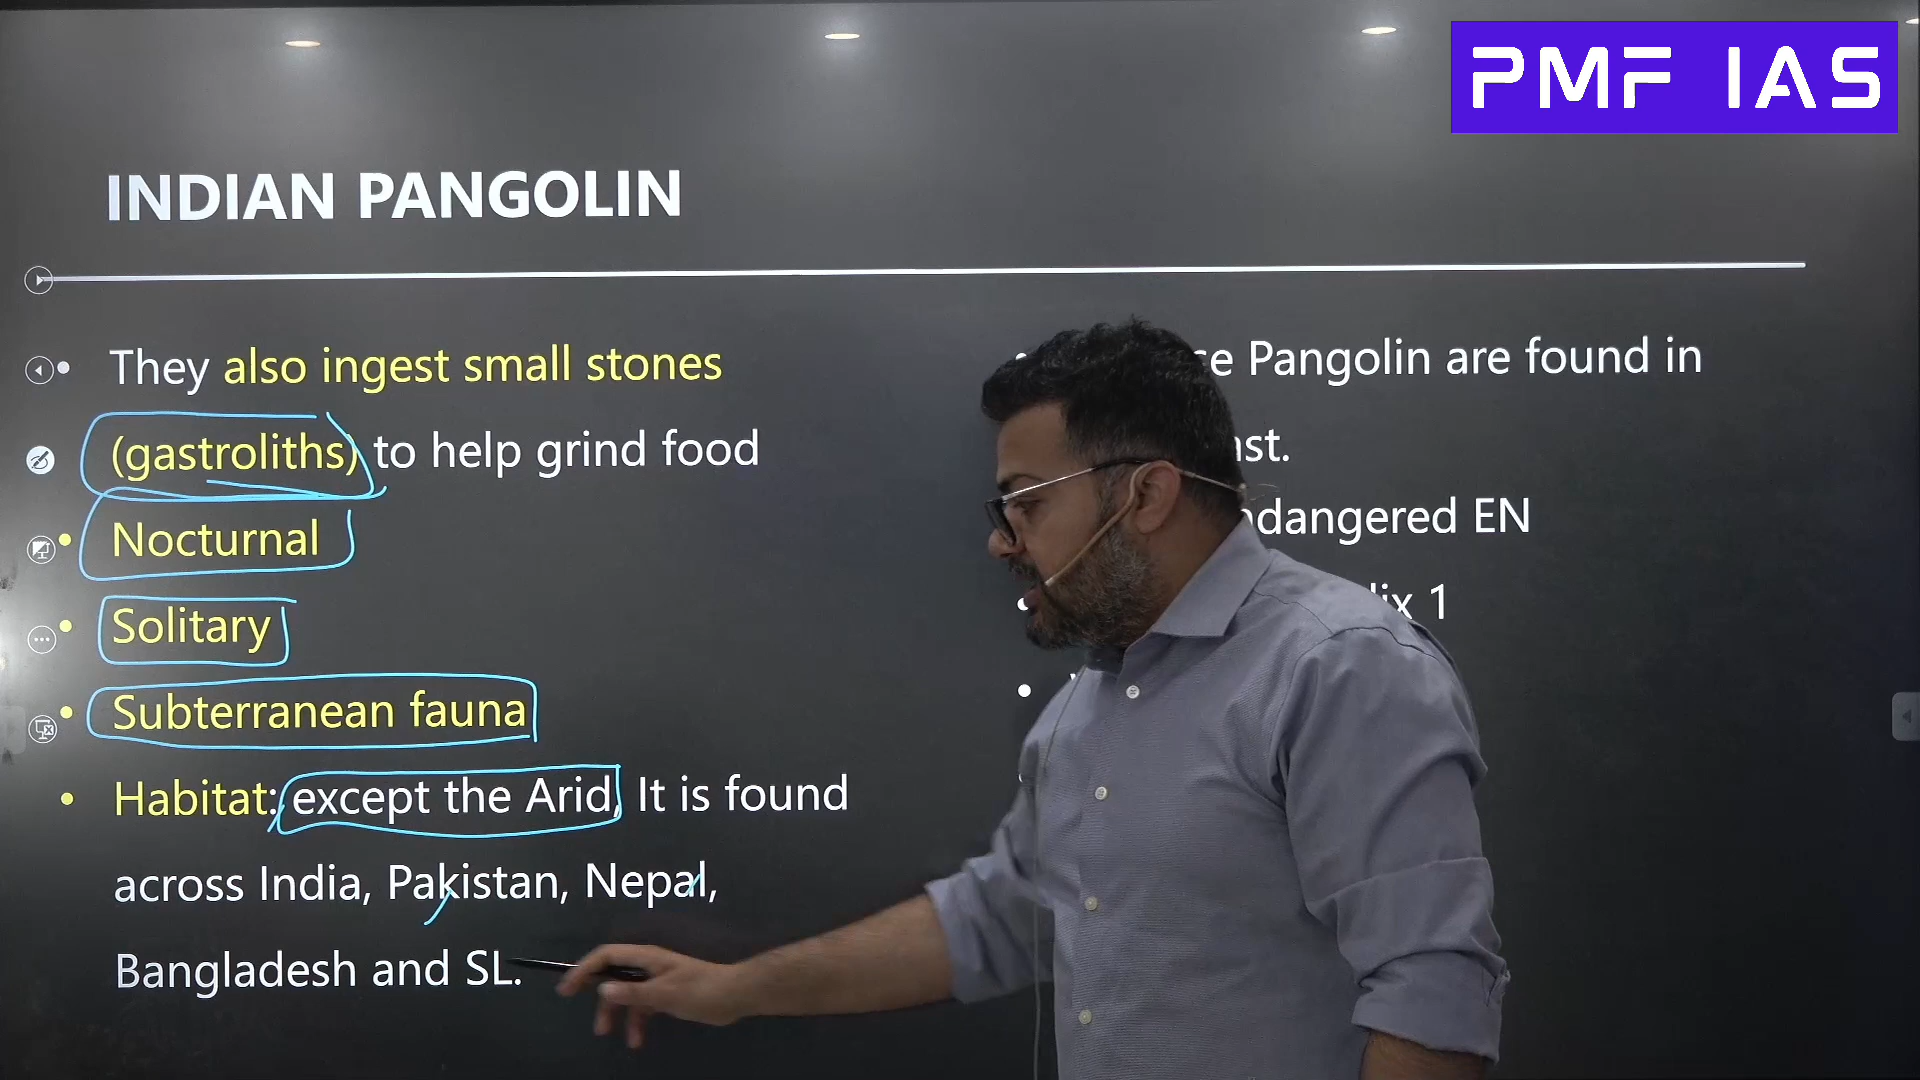 PMF IAS
INDIAN PANGOLIN
They also ingest small stones
(gastroliths) to help grind food
Nocturnal
Solitary
Subterranean fauna
Habitat: except the Arid, It is found
across India, Pakistan, Nepal,
Bangladesh and SL.
Pangolin are found in
EN
1